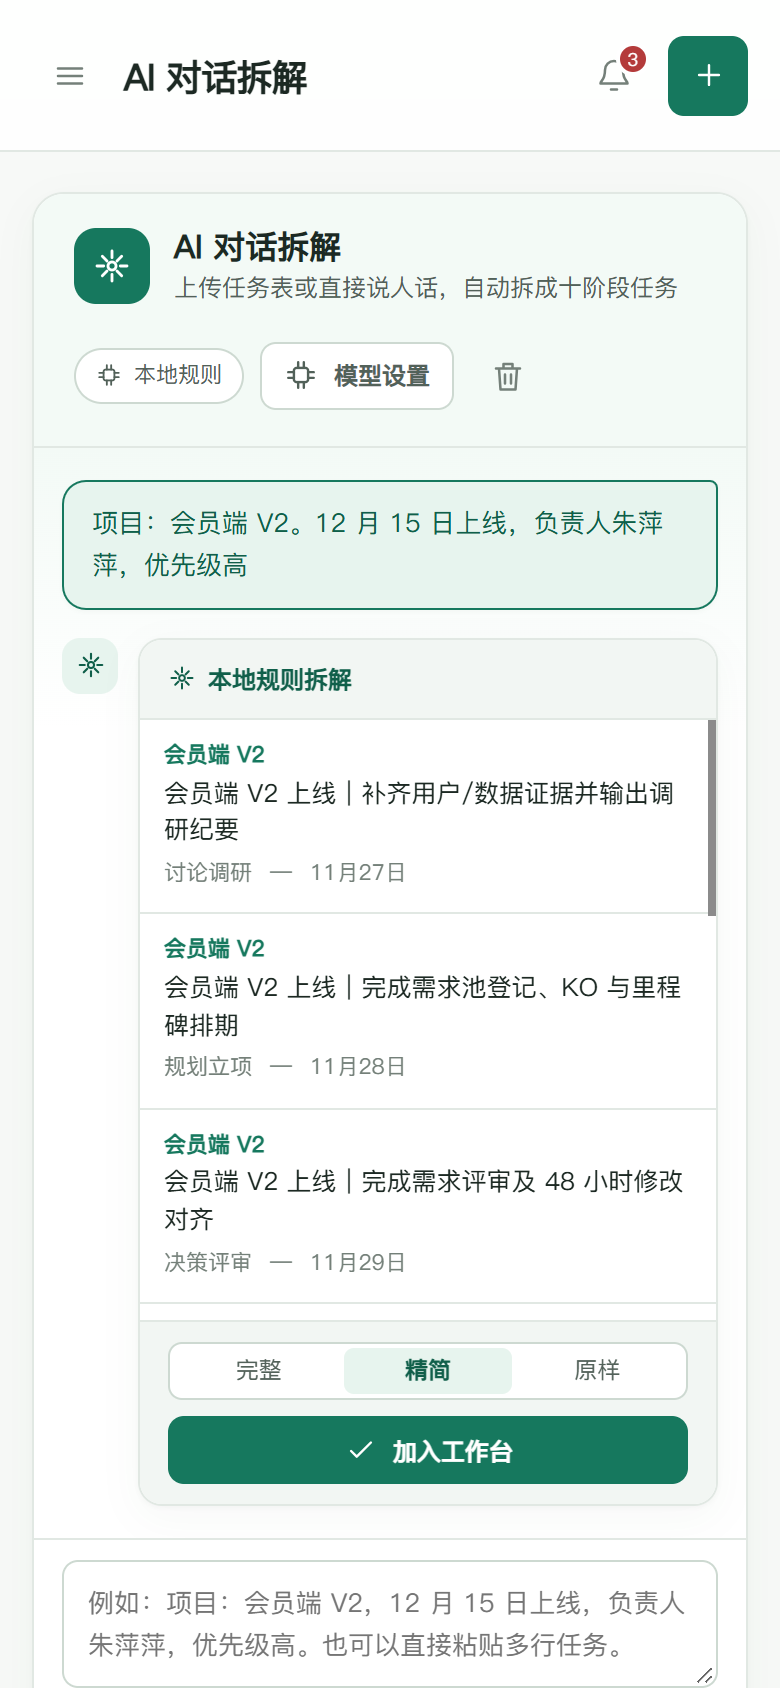 AI 对话拆解
3
AI 对话拆解
上传任务表或直接说人话，自动拆成十阶段任务
本地规则
模型设置
项目：会员端 V2。12 月 15 日上线，负责人朱萍
萍，优先级高
本地规则拆解
会员端 V2
会员端 V2 上线｜补齐用户/数据证据并输出调
研纪要
讨论调研 — 11月27日
会员端 V2
会员端 V2 上线｜完成需求池登记、KO 与里程
碑排期
规划立项 — 11月28日
会员端 V2
会员端 V2 上线｜完成需求评审及 48 小时修改
对齐
决策评审 — 11月29日
完整
精简
原样
加入工作台
例如：项目：会员端 V2，12 月 15 日上线，负责人
朱萍萍，优先级高。也可以直接粘贴多行任务。